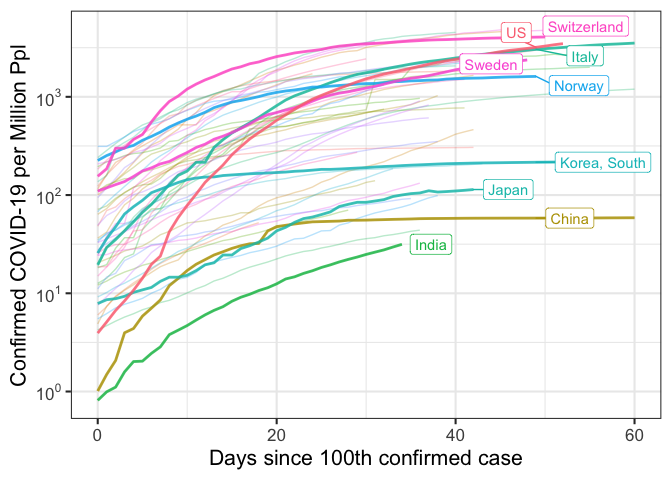 Confirmed COVID-19 per Million Ppl
10³
10²
10¹
10⁰
Switzerland
US
Italy
Sweden
Norway
Korea, South
Japan
China
India
0
20
40
60
Days since 100th confirmed case